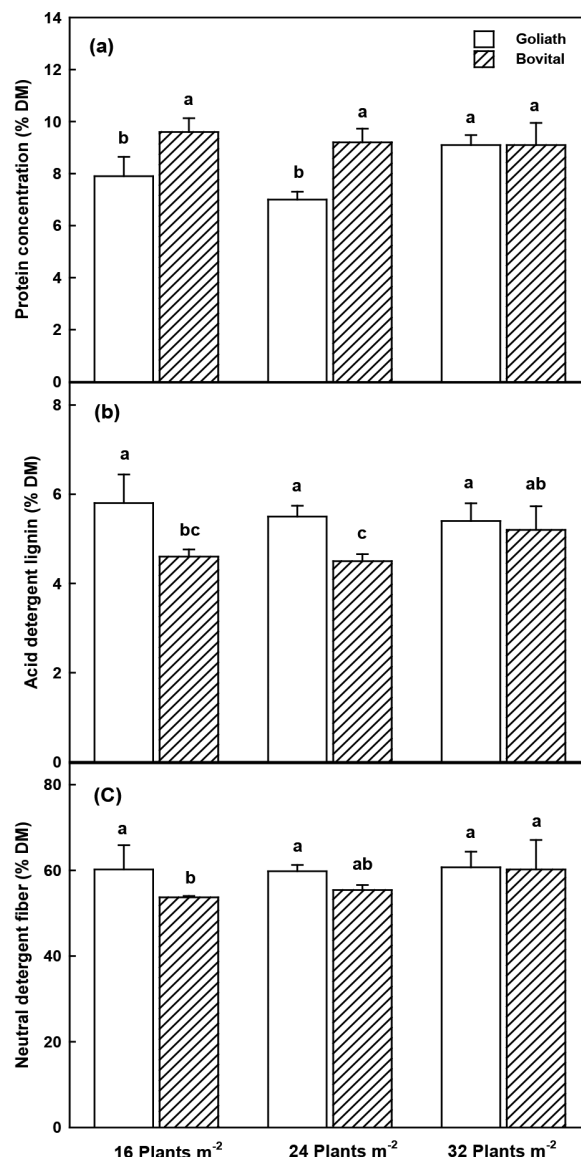 (a)
Goliath
Bovital
Protein concentration (% DM)
14
12
10
8
6
4
2
0
b
a
b
a
a
a
(b)
Acid detergent lignin (% DM)
8
6
4
2
0
a
bc
a
c
a
ab
(C)
Neutral detergent fiber (% DM)
80
60
40
20
0
a
b
a
ab
a
a
16 Plants m⁻²
24 Plants m⁻²
32 Plants m⁻²